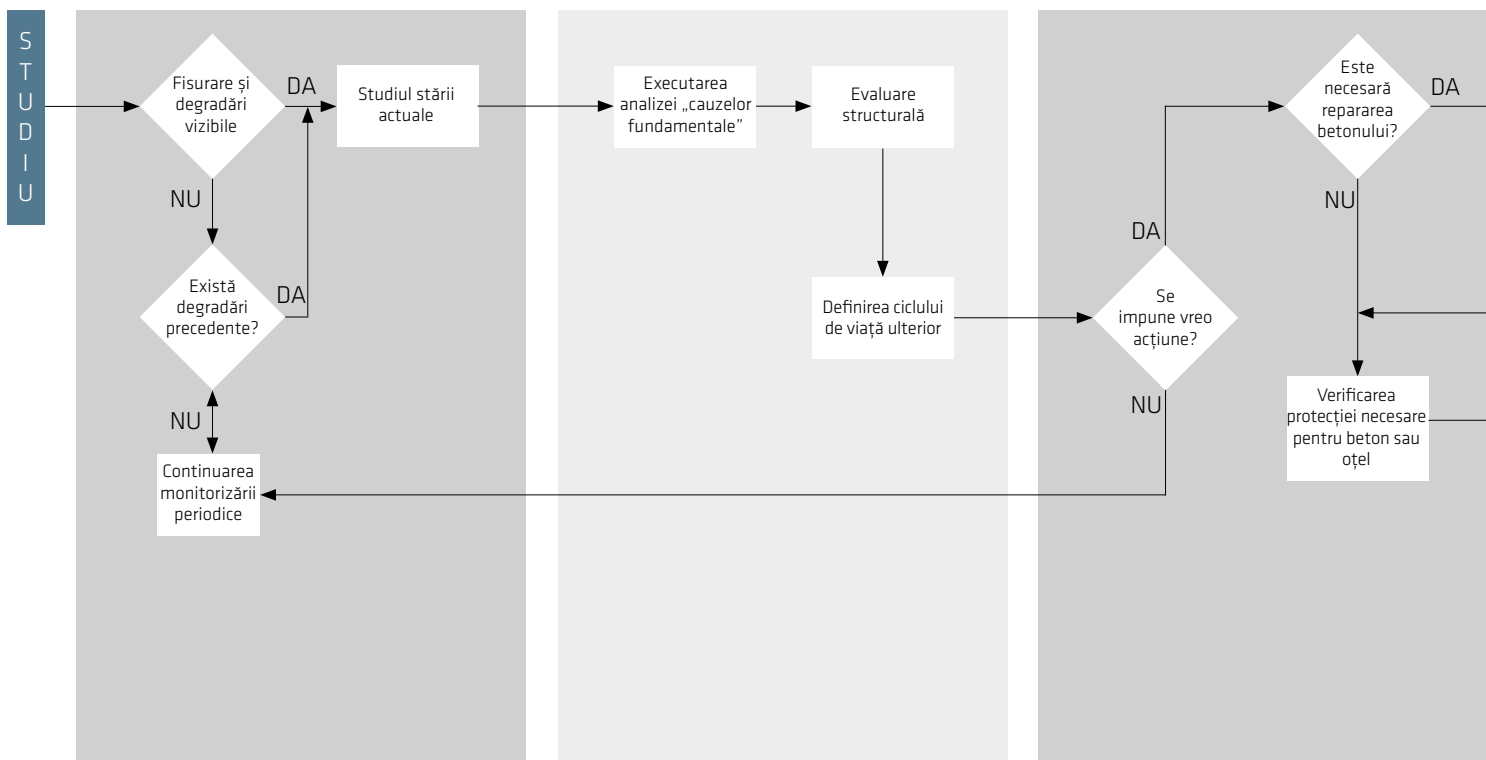 S
T
U
D
I
U
Fisurare și
degradări
vizibile
DA
Studiul stării
actuale
NU
Există
degradări
precedente?
DA
NU
Continuarea
monitorizării
periodice
Executarea
analizei „cauzelor
fundamentale”
Evaluare
structurală
Definirea ciclului
de viață ulterior
Se
impune vreo
acțiune?
DA
NU
Este
necesară
repararea
betonului?
DA
NU
Verificarea
protecției necesare
pentru beton sau
oțel